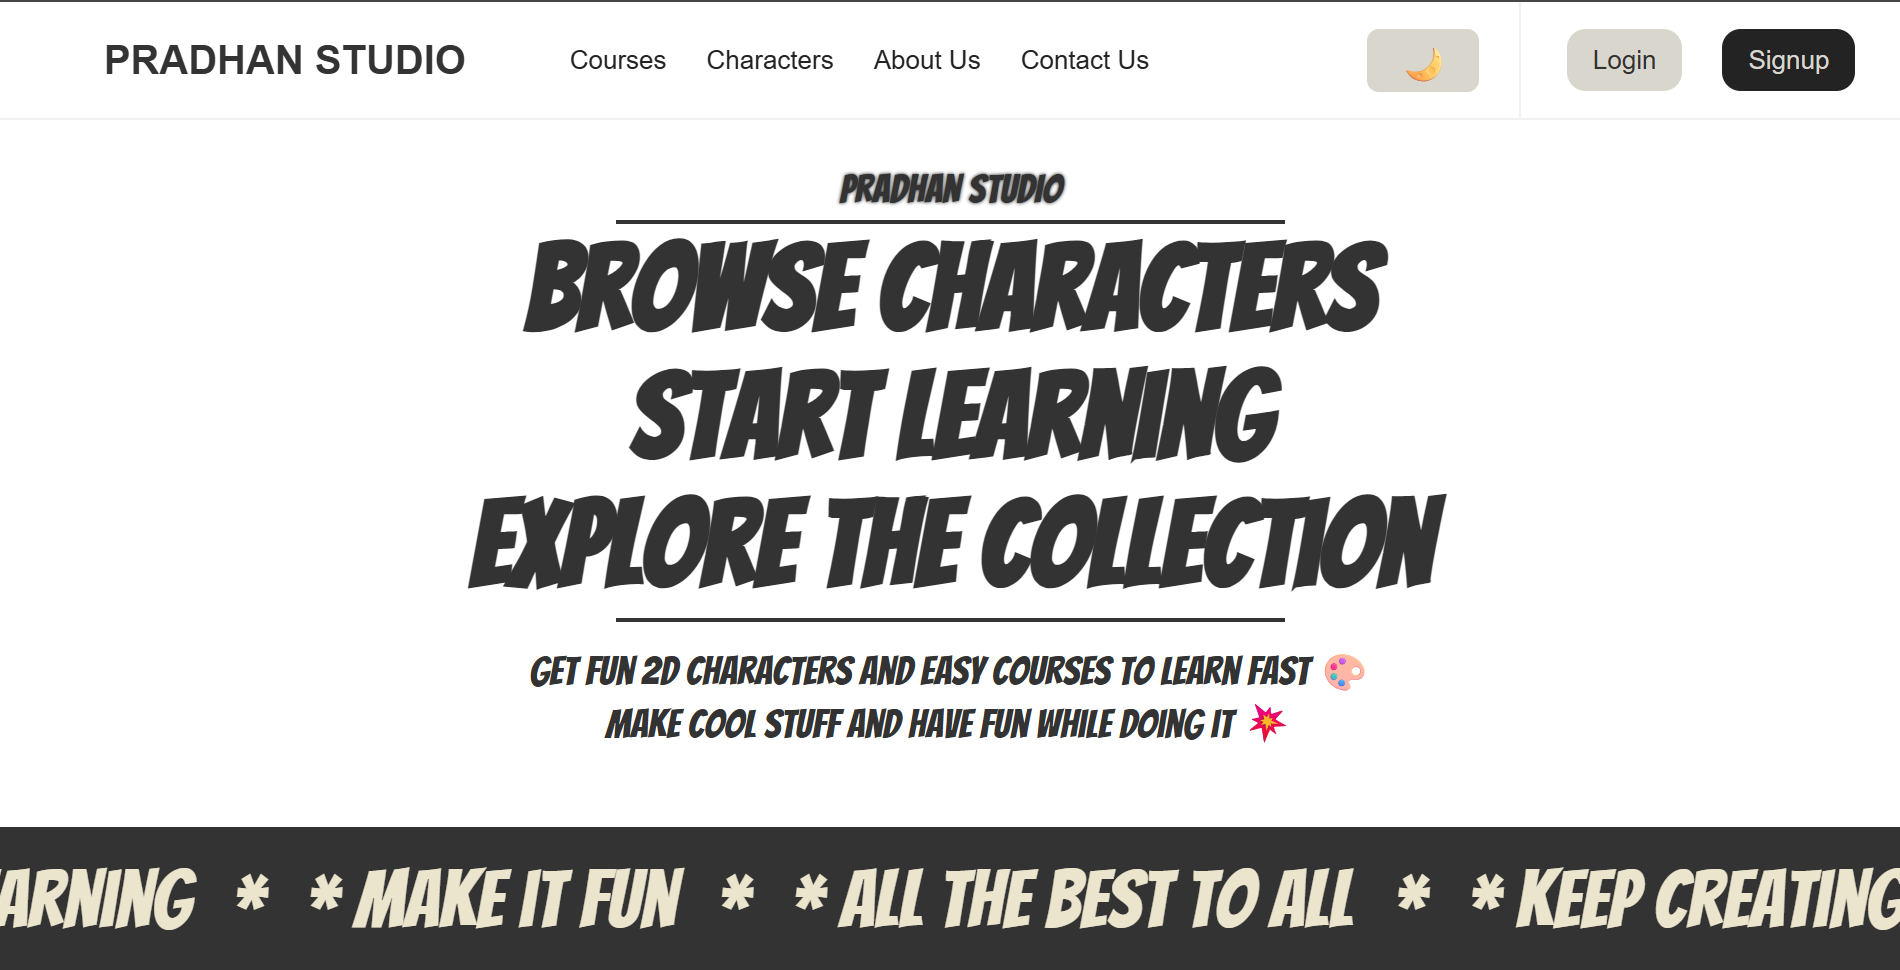 PRADHAN STUDIO
Courses Characters About Us Contact Us
Login
Signup
PRADHAN STUDIO
BROWSE CHARACTERS
START LEARNING
EXPLORE THE COLLECTION
GET FUN 2D CHARACTERS AND EASY COURSES TO LEARN FAST 🎨
MAKE COOL STUFF AND HAVE FUN WHILE DOING IT 💥
ARNING * * MAKE IT FUN * * ALL THE BEST TO ALL * * KEEP CREATING